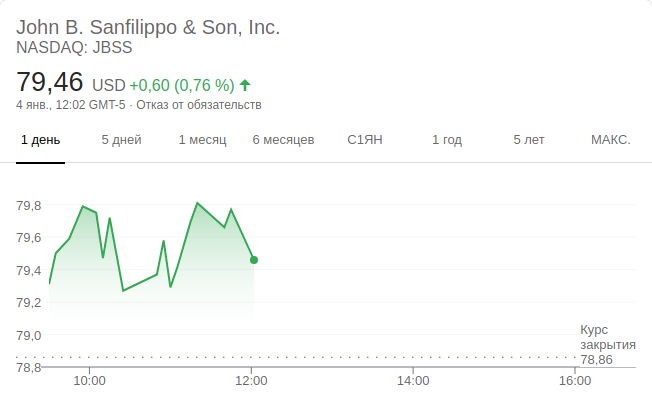 John B. Sanfilippo & Son, Inc.
NASDAQ: JBSS
79,46 USD +0,60 (0,76 %)
4 янв., 12:02 GMT-5 · Отказ от обязательств
1 день 5 дней 1 месяц 6 месяцев С1ЯН 1 год 5 лет МАКС.
79,8
79,6
79,4
79,2
79,0
Курс
закрытия
78,86
78,8
10:00 12:00 14:00 16:00